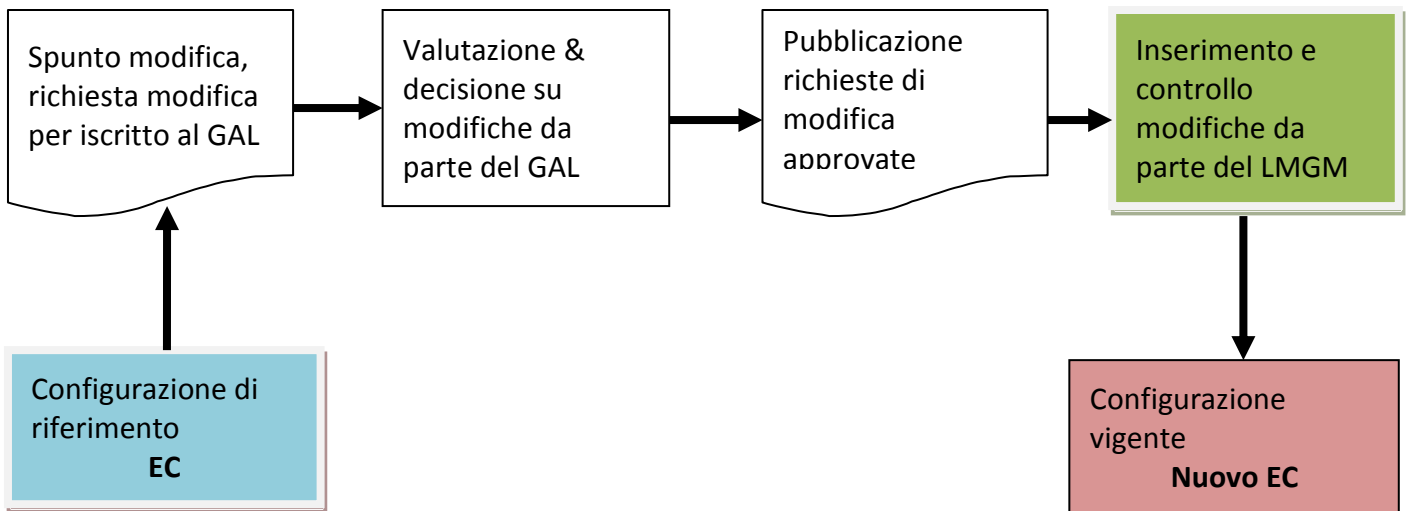 Spunto modifica,
richiesta modifica
per iscritto al GAL
Valutazione &
decisione su
modifiche da
parte del GAL
Pubblicazione
richieste di
modifica
approvate
Inserimento e
controllo
modifiche da
parte del LMGM
Configurazione di
riferimento
EC
Configurazione
vigente
Nuovo EC